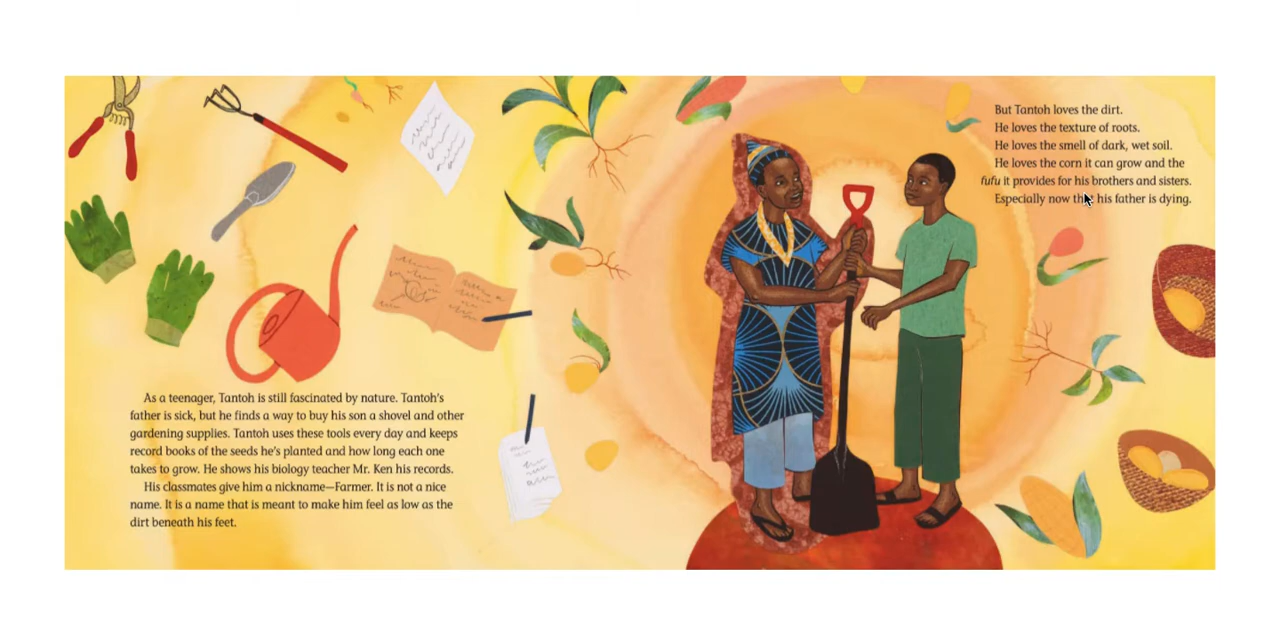 As a teenager, Tantoh is still fascinated by nature. Tantoh's
father is sick, but he finds a way to buy his son a shovel and other
gardening supplies. Tantoh uses these tools every day and keeps
record books of the seeds he's planted and how long each one
takes to grow. He shows his biology teacher Mr. Ken his records.
His classmates give him a nickname—Farmer. It is not a nice
name. It is a name that is meant to make him feel as low as the
dirt beneath his feet.
But Tantoh loves the dirt.
He loves the texture of roots.
He loves the smell of dark, wet soil.
He loves the corn it can grow and the
fufu it provides for his brothers and sisters.
Especially now that his father is dying.